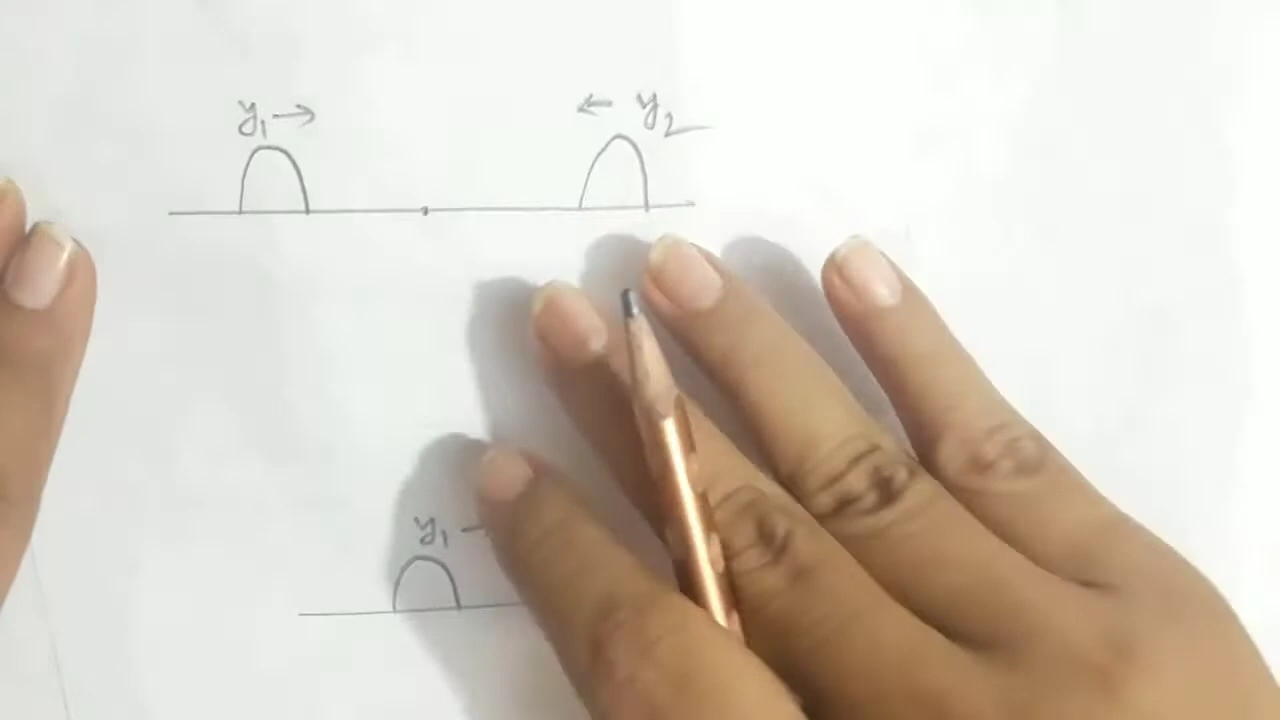 y₁ → ← y₂
y₁ →